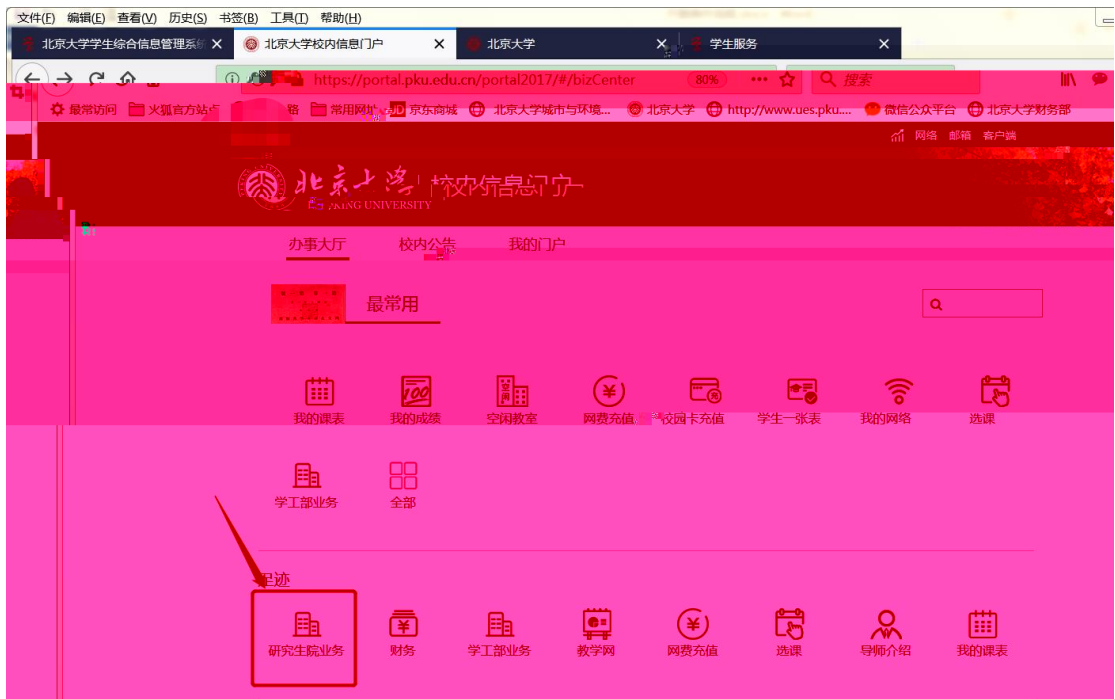 文件(F) 编辑(E) 查看(V) 历史(S) 书签(B) 工具(T) 帮助(H)
北京大学学生综合信息管理系统 北京大学校内信息门户 北京大学 学生服务
https://portal.pku.edu.cn/portal2017/#/bizCenter 80% 搜索
最常访问 火狐官方站点 常用网址 JD 京东商城 北京大学城市与环境... 北京大学 http://www.ues.pku.... 微信公众平台 北京大学财务部
网络 邮箱 客户端
北京大学 校内信息门户
PEKING UNIVERSITY
办事大厅 校内公告 我的门户
最常用
我的课表 我的成绩 空闲教室 网费充值 校园卡充值 学生一张表 我的网络 选课
学工部业务 全部
足迹
研究生院业务 财务 学工部业务 教学网 网费充值 选课 导师介绍 我的课表